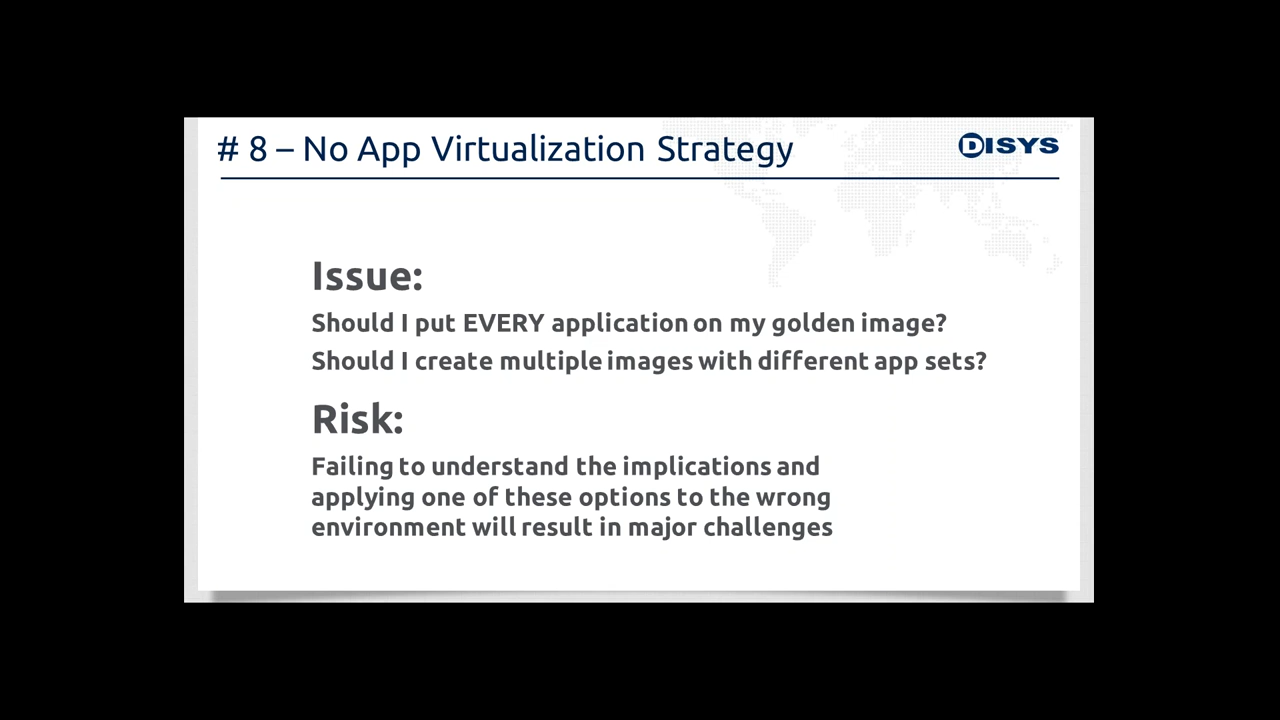 # 8 – No App Virtualization Strategy
DISYS
Issue:
Should I put EVERY application on my golden image?
Should I create multiple images with different app sets?
Risk:
Failing to understand the implications and
applying one of these options to the wrong
environment will result in major challenges